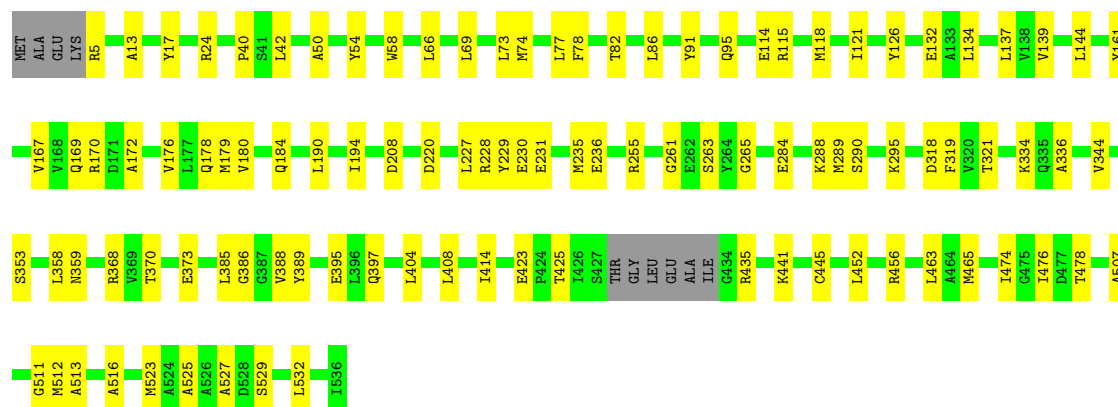 MET ALA GLU LYS R5 A13 Y17 R24 P40 S41 L42 A50 Y54 W58 L66 L69 L73 M74 L77 F78 T82 L86 Y91 Q95 E114 R115 M118 I121 Y126 E132 A133 L134 L137 V138 V139 L144 Y161
V167 V168 Q169 R170 D171 A172 V176 L177 Q178 M179 V180 Q184 L190 I194 D208 D220 L227 R228 Y229 E230 E231 M235 E236 R255 G261 E262 S263 Y264 G265 E284 K288 M289 S290 K295 D318 F319 V320 T321 K334 Q335 A336 V344
S353 L358 N359 R368 V369 T370 E373 L385 G386 G387 V388 Y389 E395 L396 Q397 L404 L408 I414 E423 P424 T425 I426 S427 THR GLY LEU GLU ALA ILE G434 R435 K441 C445 L452 R456 L463 A464 M465 I474 G475 I476 D477 T478 A507
G511 M512 A513 A516 M523 A524 A525 A526 A527 D528 S529 L532 I536